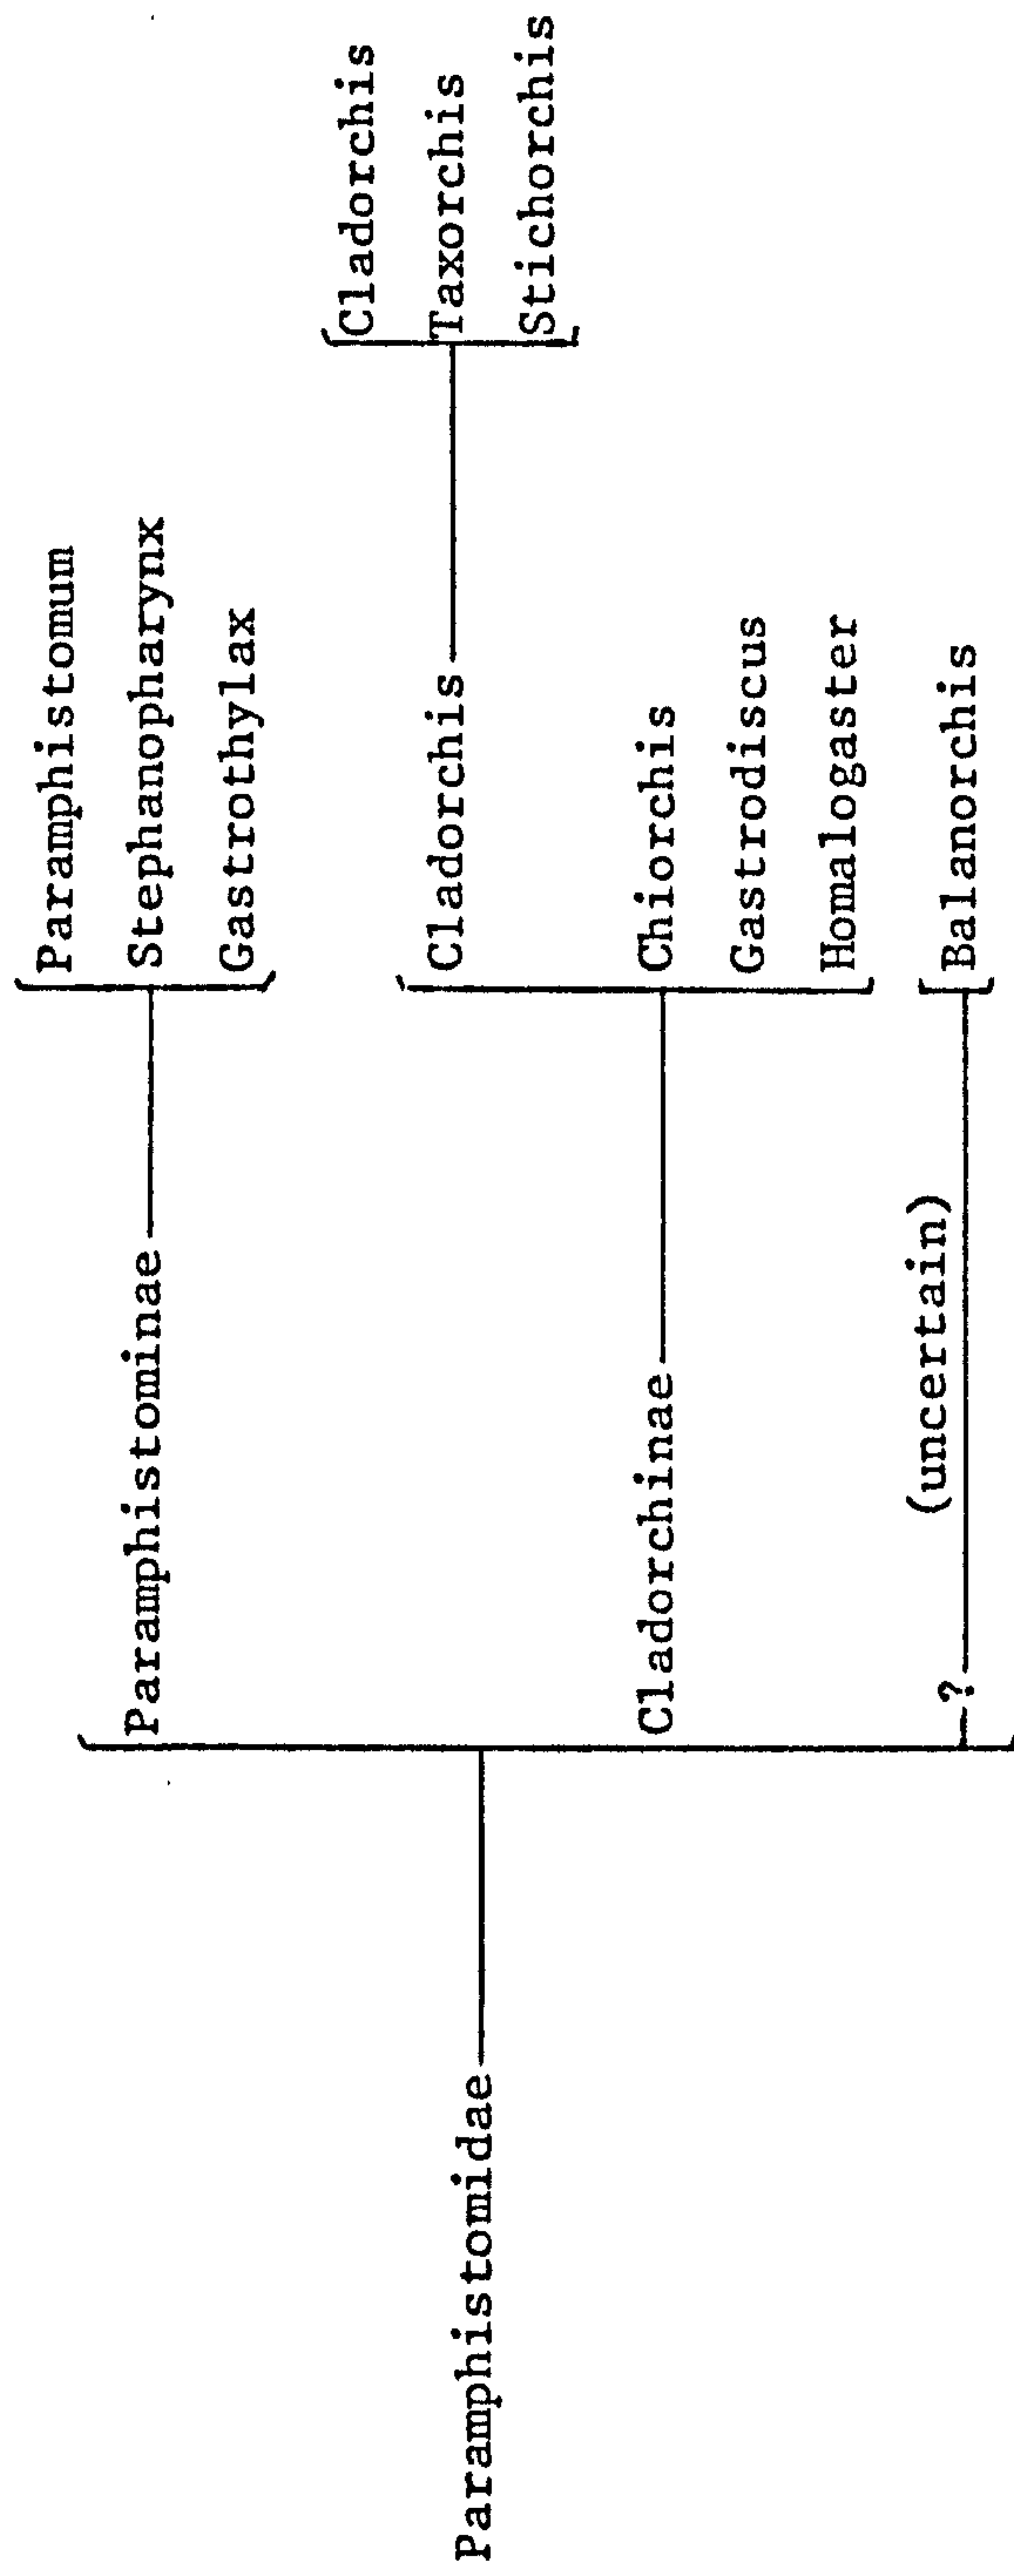 Paramphistomidae
Paramphistominae
Paramphistomum
Stephanopharynx
Gastrothylax
Cladorchinae
Cladorchis
Cladorchis
Taxorchis
Stichorchis
Chiorchis
Gastrodiscus
Homalogaster
?
(uncertain)
Balanorchis